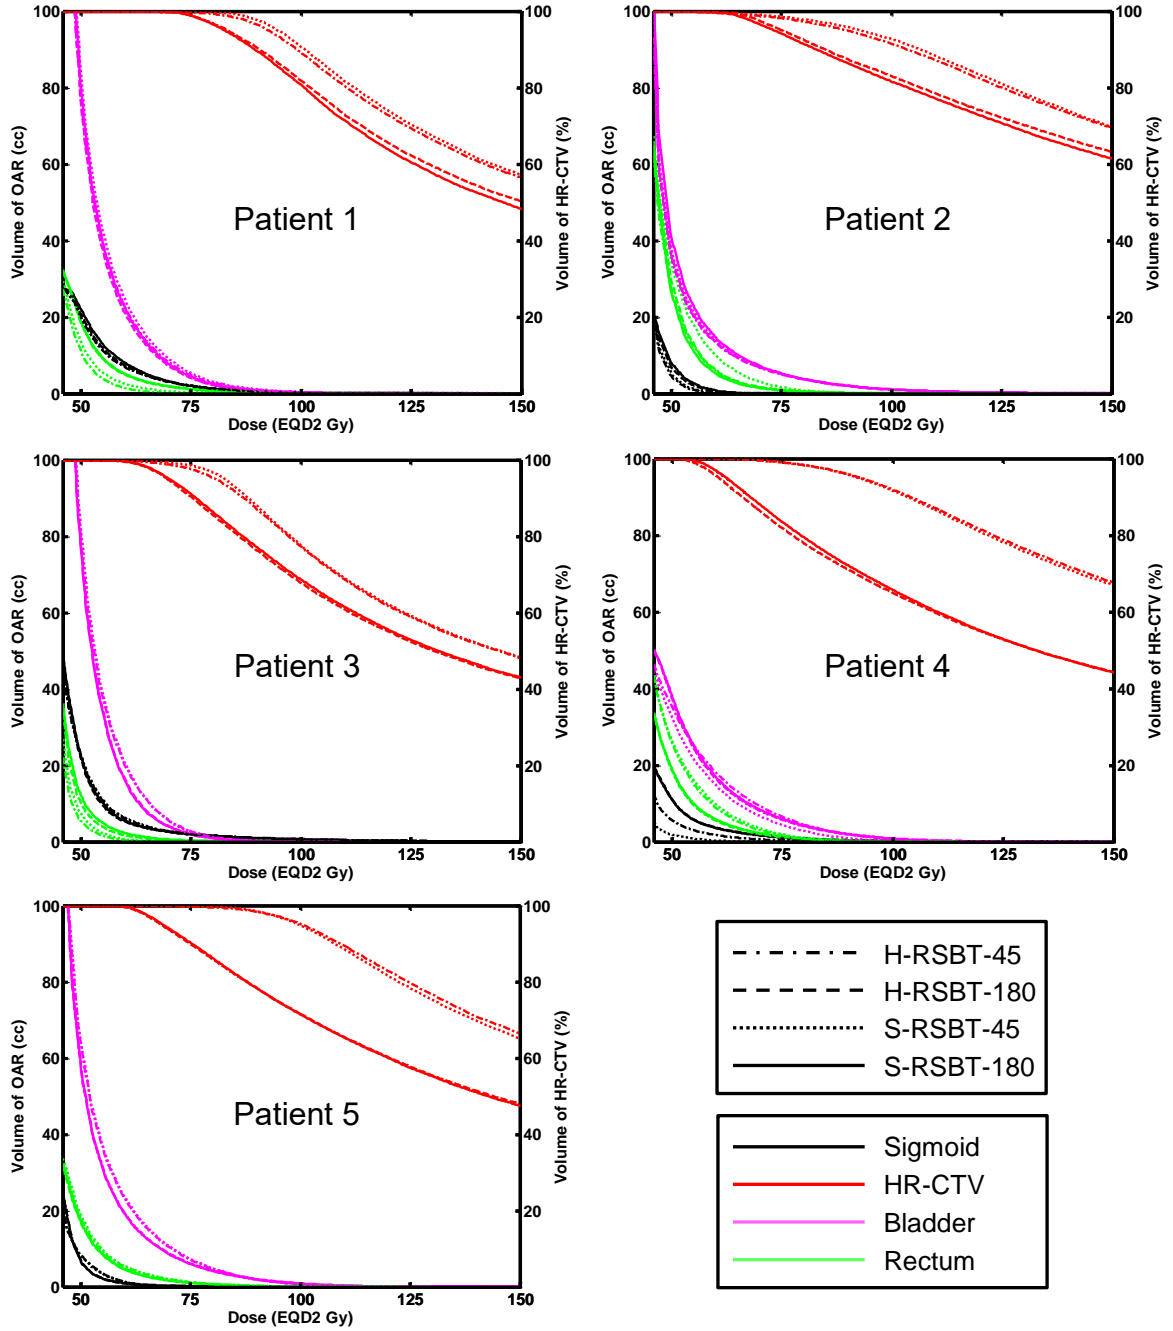 100
80
60
40
20
0
Volume of OAR (cc)
100
80
60
40
20
Volume of HR-CTV (%)
Patient 1
50
75
100
125
150
Dose (EQD2 Gy)
100
80
60
40
20
0
Volume of OAR (cc)
100
80
60
40
20
Volume of HR-CTV (%)
Patient 2
50
75
100
125
150
Dose (EQD2 Gy)
100
80
60
40
20
0
Volume of OAR (cc)
100
80
60
40
20
Volume of HR-CTV (%)
Patient 3
50
75
100
125
150
Dose (EQD2 Gy)
100
80
60
40
20
0
Volume of OAR (cc)
100
80
60
40
20
Volume of HR-CTV (%)
Patient 4
50
75
100
125
150
Dose (EQD2 Gy)
100
80
60
40
20
0
Volume of OAR (cc)
100
80
60
40
20
Volume of HR-CTV (%)
Patient 5
50
75
100
125
150
Dose (EQD2 Gy)
H-RSBT-45
H-RSBT-180
S-RSBT-45
S-RSBT-180
Sigmoid
HR-CTV
Bladder
Rectum